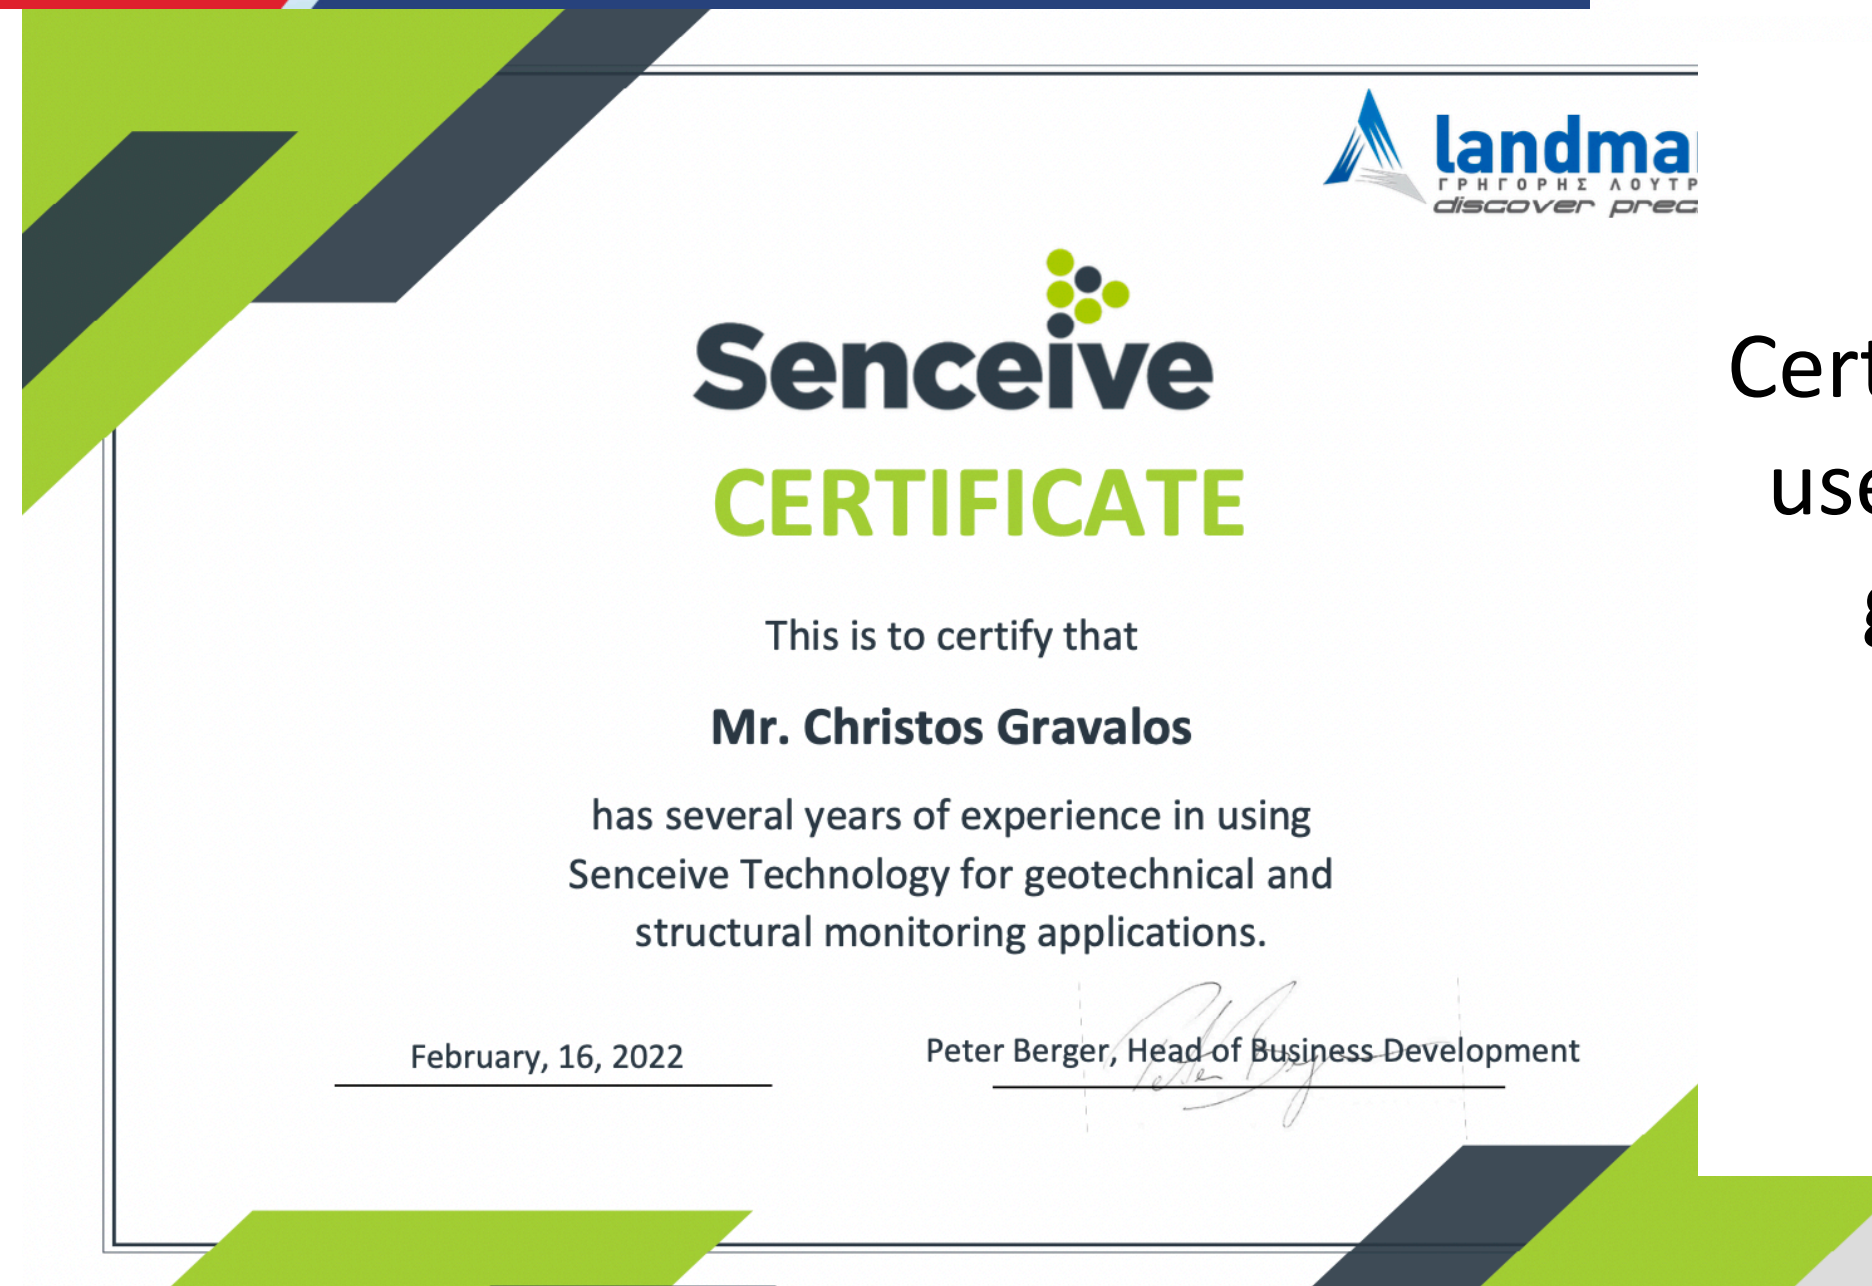 landma
ΓΡΗΓΟΡΗΣ ΛΟΥΤΡ
discover prec
Senceive
CERTIFICATE
This is to certify that
Mr. Christos Gravalos
has several years of experience in using
Senceive Technology for geotechnical and
structural monitoring applications.
February, 16, 2022
Peter Berger, Head of Business Development
Peter Berger
Cert
use
g